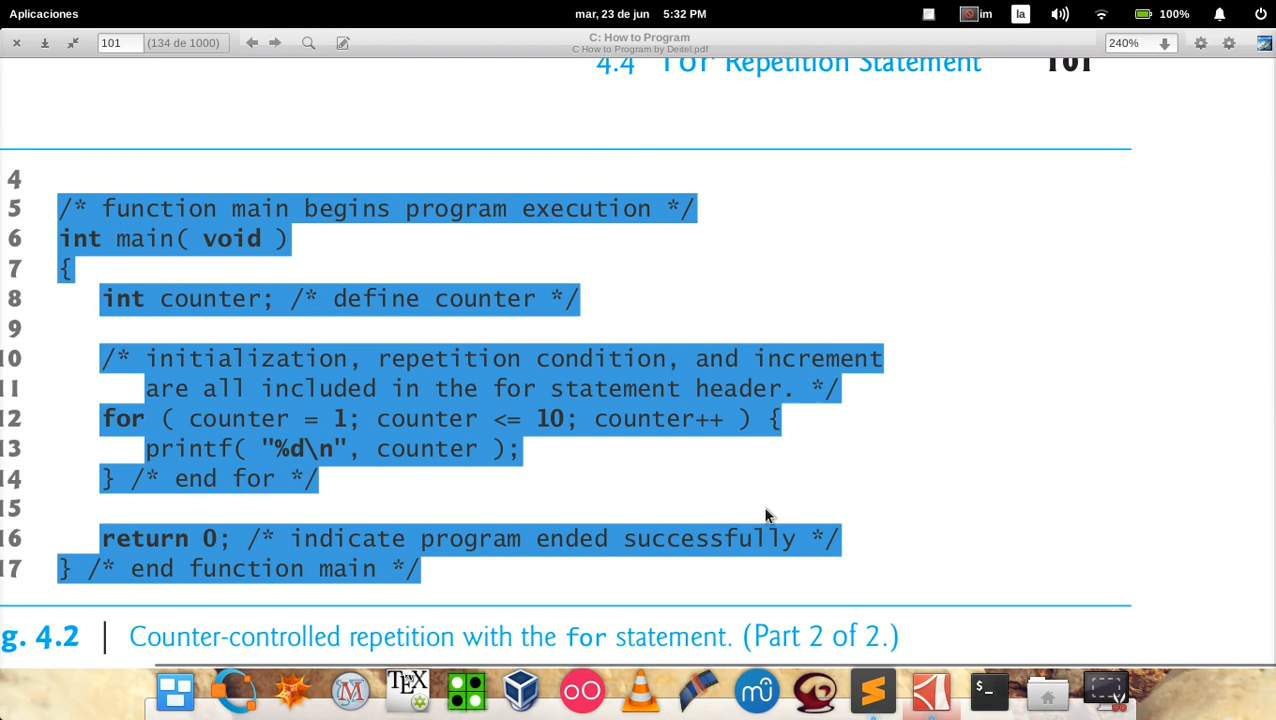 Aplicaciones mar, 23 de jun 5:32 PM im la 100%
101 (134 de 1000) C: How to Program 240%
C How to Program by Deitel.pdf
4.4 For Repetition Statement 101
4
5 /* function main begins program execution */
6 int main( void )
7 {
8 int counter; /* define counter */
9
10 /* initialization, repetition condition, and increment
11 are all included in the for statement header. */
12 for ( counter = 1; counter <= 10; counter++ ) {
13 printf( "%d\n", counter );
14 } /* end for */
15
16 return 0; /* indicate program ended successfully */
17 } /* end function main */
g. 4.2 | Counter-controlled repetition with the for statement. (Part 2 of 2.)
TEX mü >_